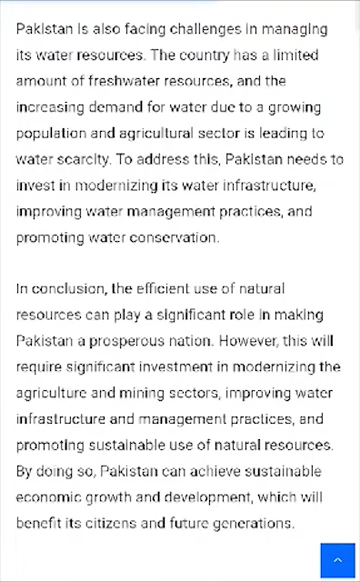 Pakistan is also facing challenges in managing
its water resources. The country has a limited
amount of freshwater resources, and the
increasing demand for water due to a growing
population and agricultural sector is leading to
water scarcity. To address this, Pakistan needs to
invest in modernizing its water infrastructure,
improving water management practices, and
promoting water conservation.
In conclusion, the efficient use of natural
resources can play a significant role in making
Pakistan a prosperous nation. However, this will
require significant investment in modernizing the
agriculture and mining sectors, improving water
infrastructure and management practices, and
promoting sustainable use of natural resources.
By doing so, Pakistan can achieve sustainable
economic growth and development, which will
benefit its citizens and future generations.